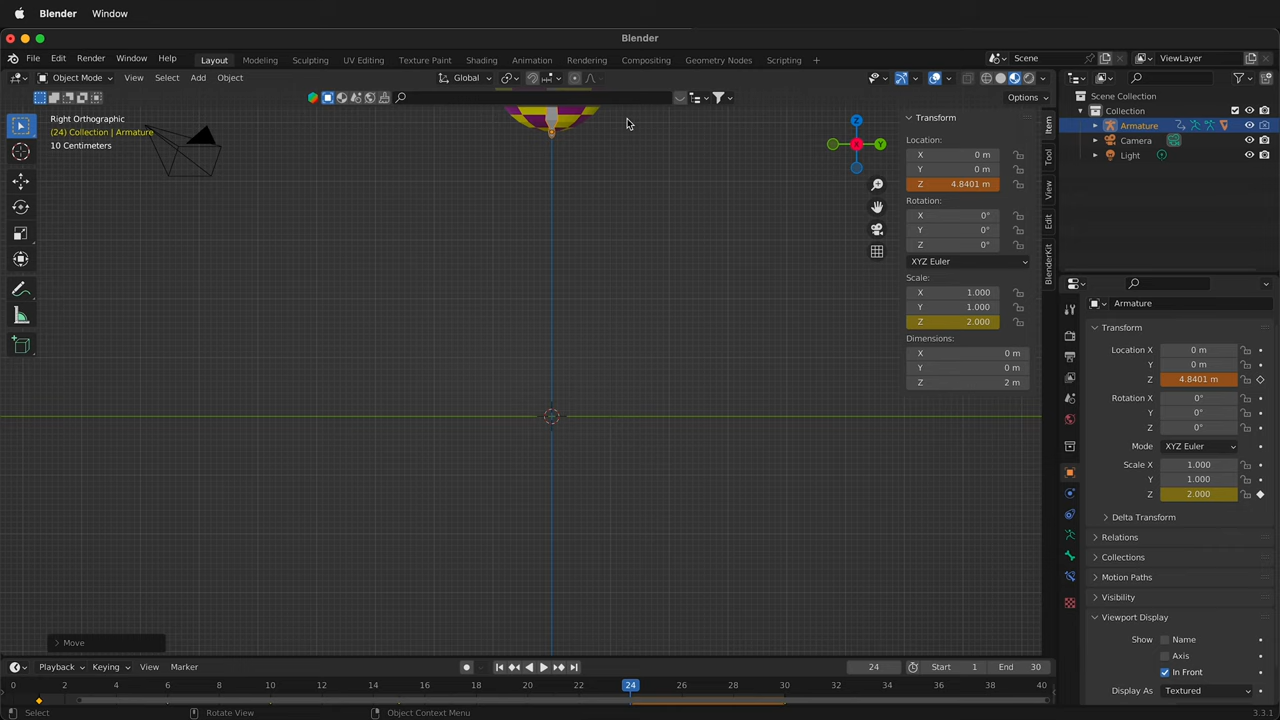 Blender Window
Blender
File Edit Render Window Help Layout Modeling Sculpting UV Editing Texture Paint Shading Animation Rendering Compositing Geometry Nodes Scripting + Scene ViewLayer
Object Mode View Select Add Object Global
Options
Right Orthographic
(24) Collection | Armature
10 Centimeters
Transform
Location:
X 0 m
Y 0 m
Z 4.8401 m
Rotation:
X 0°
Y 0°
Z 0°
XYZ Euler
Scale:
X 1.000
Y 1.000
Z 2.000
Dimensions:
X 0 m
Y 0 m
Z 2 m
Z
Y
X
Item
Tool
View
Edit
BlenderKit
Scene Collection
Collection
Armature
Camera
Light
Armature
Transform
Location X 0 m
Y 0 m
Z 4.8401 m
Rotation X 0°
Y 0°
Z 0°
Mode XYZ Euler
Scale X 1.000
Y 1.000
Z 2.000
Delta Transform
Relations
Collections
Motion Paths
Visibility
Viewport Display
Show Name
Axis
In Front
Display As Textured
Move
Playback Keying View Marker 24 Start 1 End 30
0 2 4 6 8 10 12 14 16 18 20 22 24 26 28 30 32 34 36 38 40
Select Rotate View Object Context Menu 3.3.1